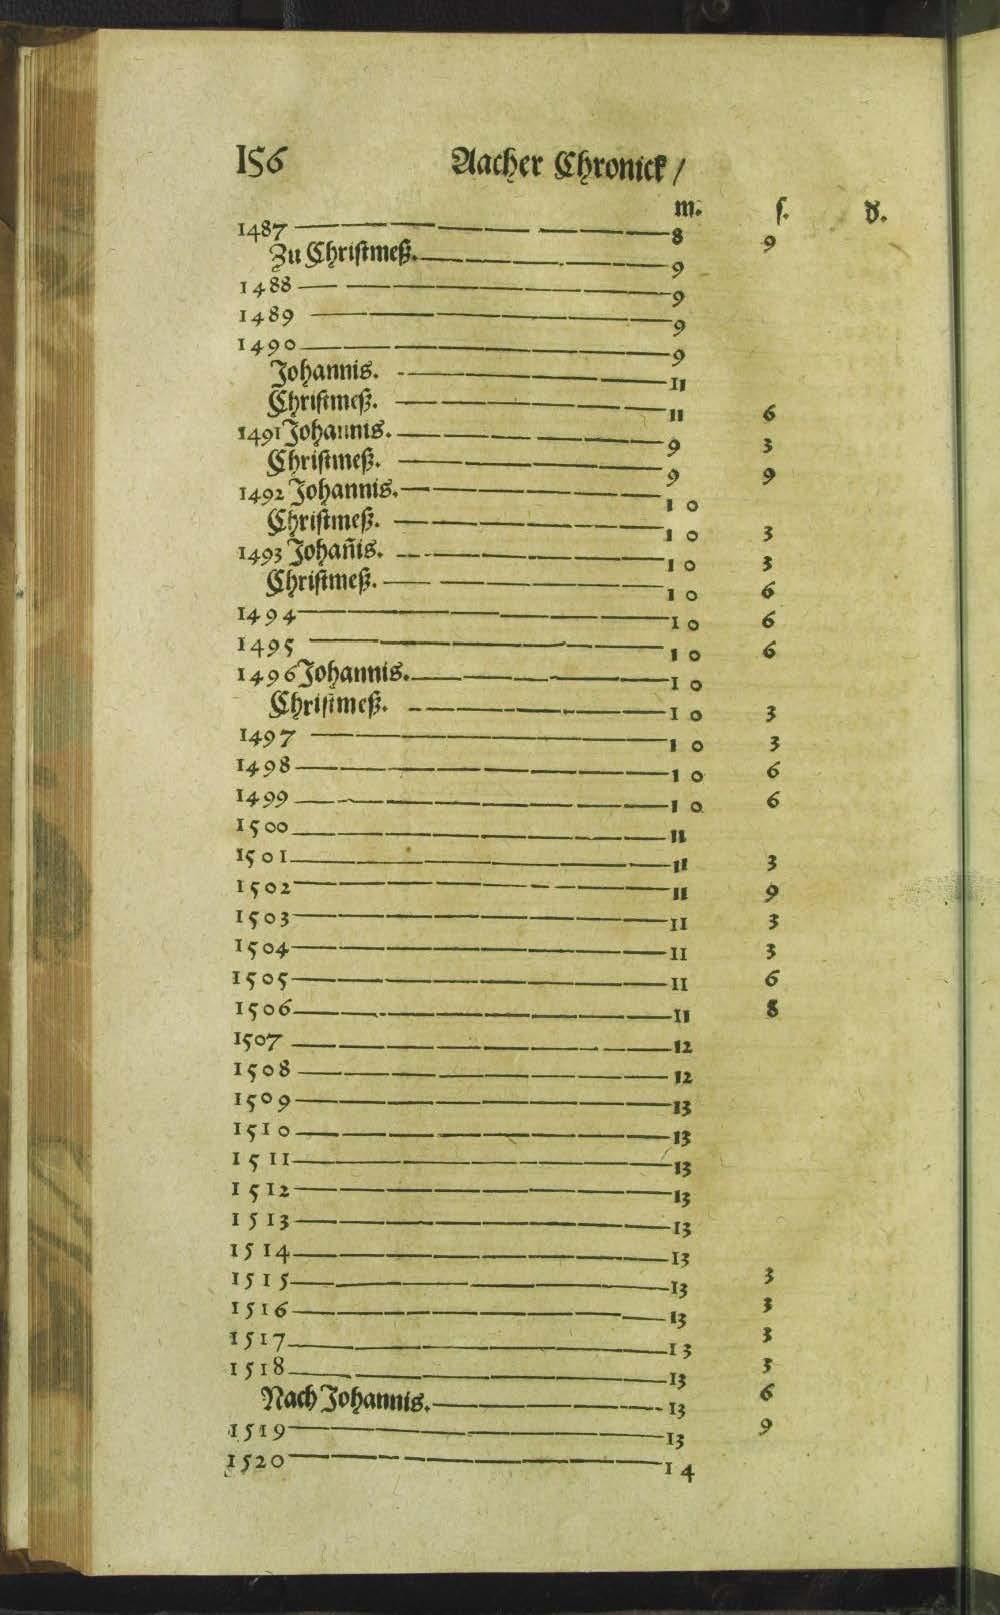 156 Aacher Chronick /
m. ſ. ꝺ.
1487 8 9
Zu Chriſtmeß. 9
1488 9
1489 9
1490 9
Johannis. 11
Chriſtmeß. 11 6
1491 Johannis. 9 3
Chriſtmeß. 9 9
1492 Johannis. 10
Chriſtmeß. 10 3
1493 Johan̄is. 10 3
Chriſtmeß. 10 6
1494 10 6
1495 10 6
1496 Johannis. 10
Chriſtmeß. 10 3
1497 10 3
1498 10 6
1499 10 6
1500 11
1501 11 3
1502 11 9
1503 11 3
1504 11 3
1505 11 6
1506 11 8
1507 12
1508 12
1509 13
1510 13
1511 13
1512 13
1513 13
1514 13
1515 13 3
1516 13 3
1517 13 3
1518 13 3
Nach Johannis. 13 6
1519 13 9
1520 14